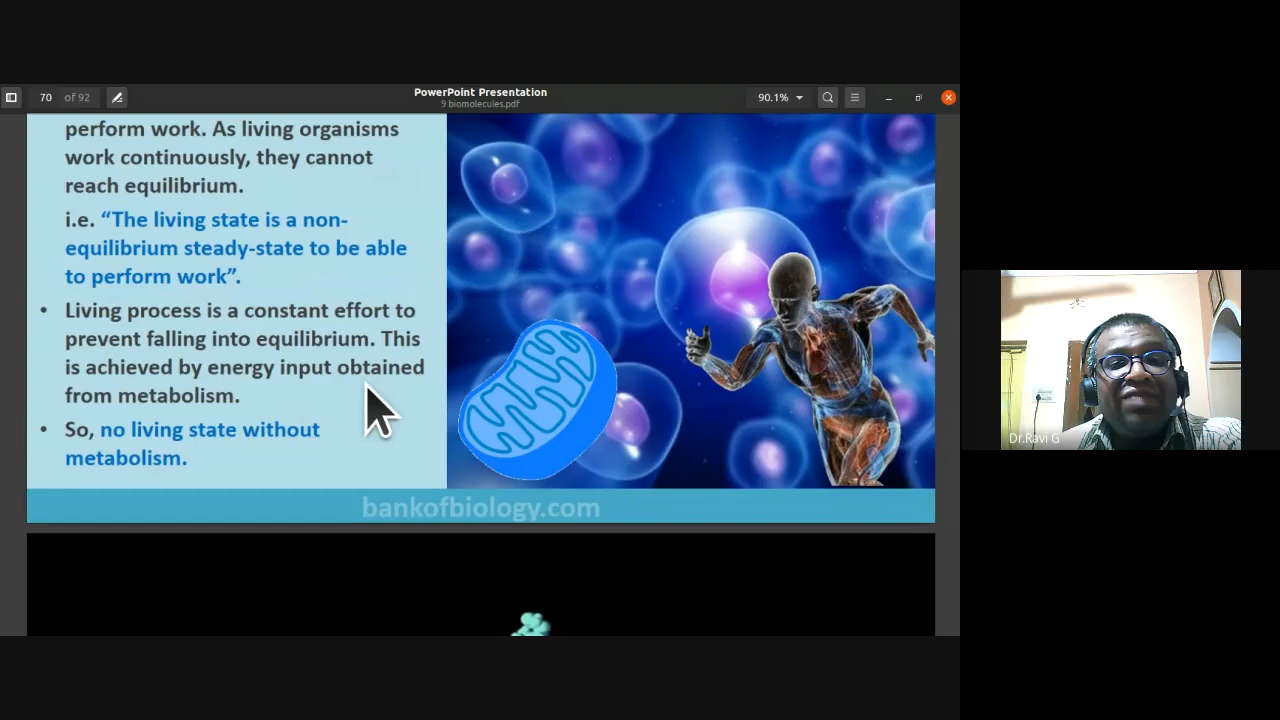 70 of 92
PowerPoint Presentation
9 biomolecules.pdf
90.1%
perform work. As living organisms
work continuously, they cannot
reach equilibrium.
i.e. “The living state is a non-
equilibrium steady-state to be able
to perform work”.
• Living process is a constant effort to
prevent falling into equilibrium. This
is achieved by energy input obtained
from metabolism.
• So, no living state without
metabolism.
bankofbiology.com
Dr.Ravi G